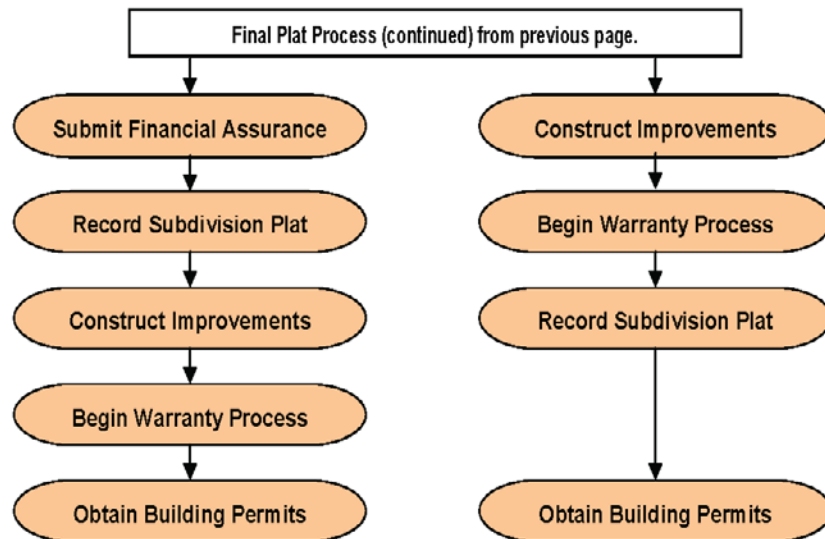 Final Plat Process (continued) from previous page.
Submit Financial Assurance
Record Subdivision Plat
Construct Improvements
Begin Warranty Process
Obtain Building Permits
Construct Improvements
Begin Warranty Process
Record Subdivision Plat
Obtain Building Permits